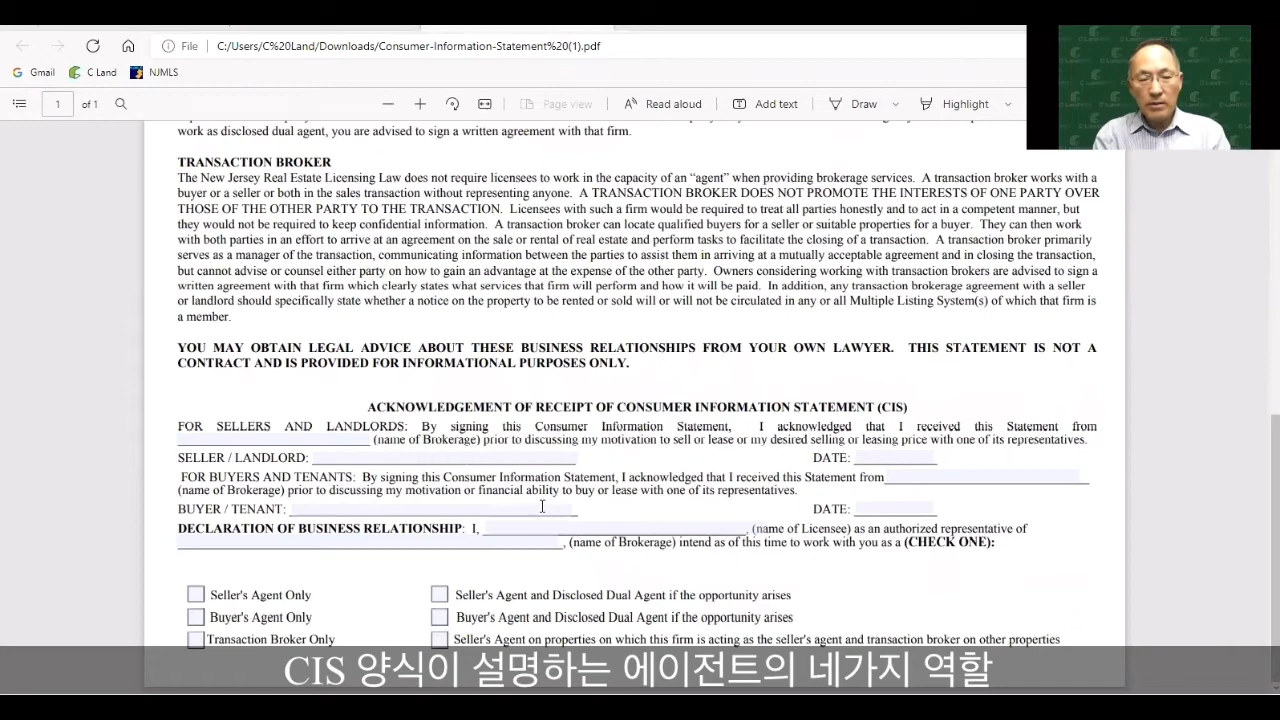 File C:/Users/C%20Land/Downloads/Consumer-Information-Statement%20(1).pdf
Gmail C Land NJMLS
1 of 1 Page view Read aloud Add text Draw Highlight
work as disclosed dual agent, you are advised to sign a written agreement with that firm.
TRANSACTION BROKER
The New Jersey Real Estate Licensing Law does not require licensees to work in the capacity of an “agent” when providing brokerage services. A transaction broker works with a
buyer or a seller or both in the sales transaction without representing anyone. A TRANSACTION BROKER DOES NOT PROMOTE THE INTERESTS OF ONE PARTY OVER
THOSE OF THE OTHER PARTY TO THE TRANSACTION. Licensees with such a firm would be required to treat all parties honestly and to act in a competent manner, but
they would not be required to keep confidential information. A transaction broker can locate qualified buyers for a seller or suitable properties for a buyer. They can then work
with both parties in an effort to arrive at an agreement on the sale or rental of real estate and perform tasks to facilitate the closing of a transaction. A transaction broker primarily
serves as a manager of the transaction, communicating information between the parties to assist them in arriving at a mutually acceptable agreement and in closing the transaction,
but cannot advise or counsel either party on how to gain an advantage at the expense of the other party. Owners considering working with transaction brokers are advised to sign a
written agreement with that firm which clearly states what services that firm will perform and how it will be paid. In addition, any transaction brokerage agreement with a seller
or landlord should specifically state whether a notice on the property to be rented or sold will or will not be circulated in any or all Multiple Listing System(s) of which that firm is
a member.
YOU MAY OBTAIN LEGAL ADVICE ABOUT THESE BUSINESS RELATIONSHIPS FROM YOUR OWN LAWYER. THIS STATEMENT IS NOT A
CONTRACT AND IS PROVIDED FOR INFORMATIONAL PURPOSES ONLY.
ACKNOWLEDGEMENT OF RECEIPT OF CONSUMER INFORMATION STATEMENT (CIS)
FOR SELLERS AND LANDLORDS: By signing this Consumer Information Statement, I acknowledged that I received this Statement from
(name of Brokerage) prior to discussing my motivation to sell or lease or my desired selling or leasing price with one of its representatives.
SELLER / LANDLORD: DATE:
FOR BUYERS AND TENANTS: By signing this Consumer Information Statement, I acknowledged that I received this Statement from
(name of Brokerage) prior to discussing my motivation or financial ability to buy or lease with one of its representatives.
BUYER / TENANT: DATE:
DECLARATION OF BUSINESS RELATIONSHIP: I, , (name of Licensee) as an authorized representative of
, (name of Brokerage) intend as of this time to work with you as a (CHECK ONE):
Seller's Agent Only Seller's Agent and Disclosed Dual Agent if the opportunity arises
Buyer's Agent Only Buyer's Agent and Disclosed Dual Agent if the opportunity arises
Transaction Broker Only Seller's Agent on properties on which this firm is acting as the seller's agent and transaction broker on other properties
CIS 양식이 설명하는 에이전트의 네가지 역할